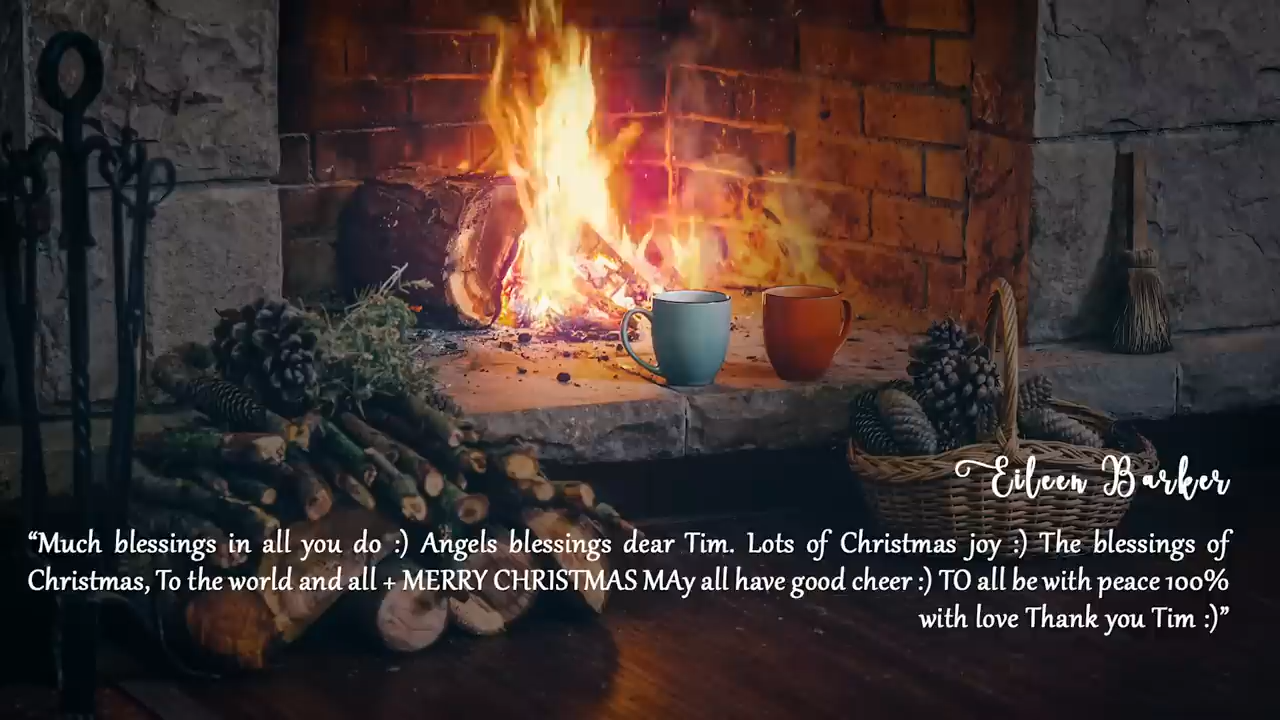 Eileen Barker
“Much blessings in all you do :) Angels blessings dear Tim. Lots of Christmas joy :) The blessings of
Christmas, To the world and all + MERRY CHRISTMAS MAy all have good cheer :) TO all be with peace 100%
with love Thank you Tim :)”